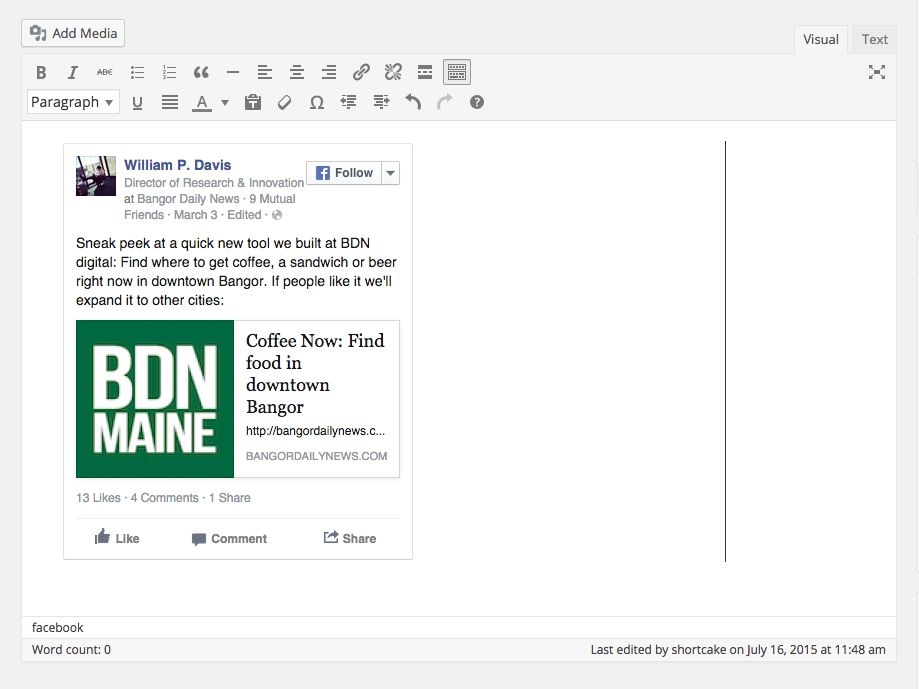 Add Media
Visual
Text
B I ABC
Paragraph U A Ω
William P. Davis
Follow
Director of Research & Innovation
at Bangor Daily News · 9 Mutual
Friends · March 3 · Edited ·
Sneak peek at a quick new tool we built at BDN
digital: Find where to get coffee, a sandwich or beer
right now in downtown Bangor. If people like it we'll
expand it to other cities:
BDN
MAINE
Coffee Now: Find
food in
downtown
Bangor
http://bangordailynews.c...
BANGORDAILYNEWS.COM
13 Likes · 4 Comments · 1 Share
Like
Comment
Share
facebook
Word count: 0
Last edited by shortcake on July 16, 2015 at 11:48 am